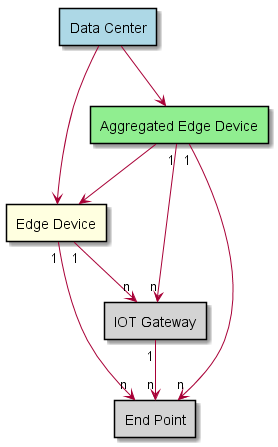 Data Center
Aggregated Edge Device
1 1
Edge Device
1 1
n n
IOT Gateway
1
n n n
End Point